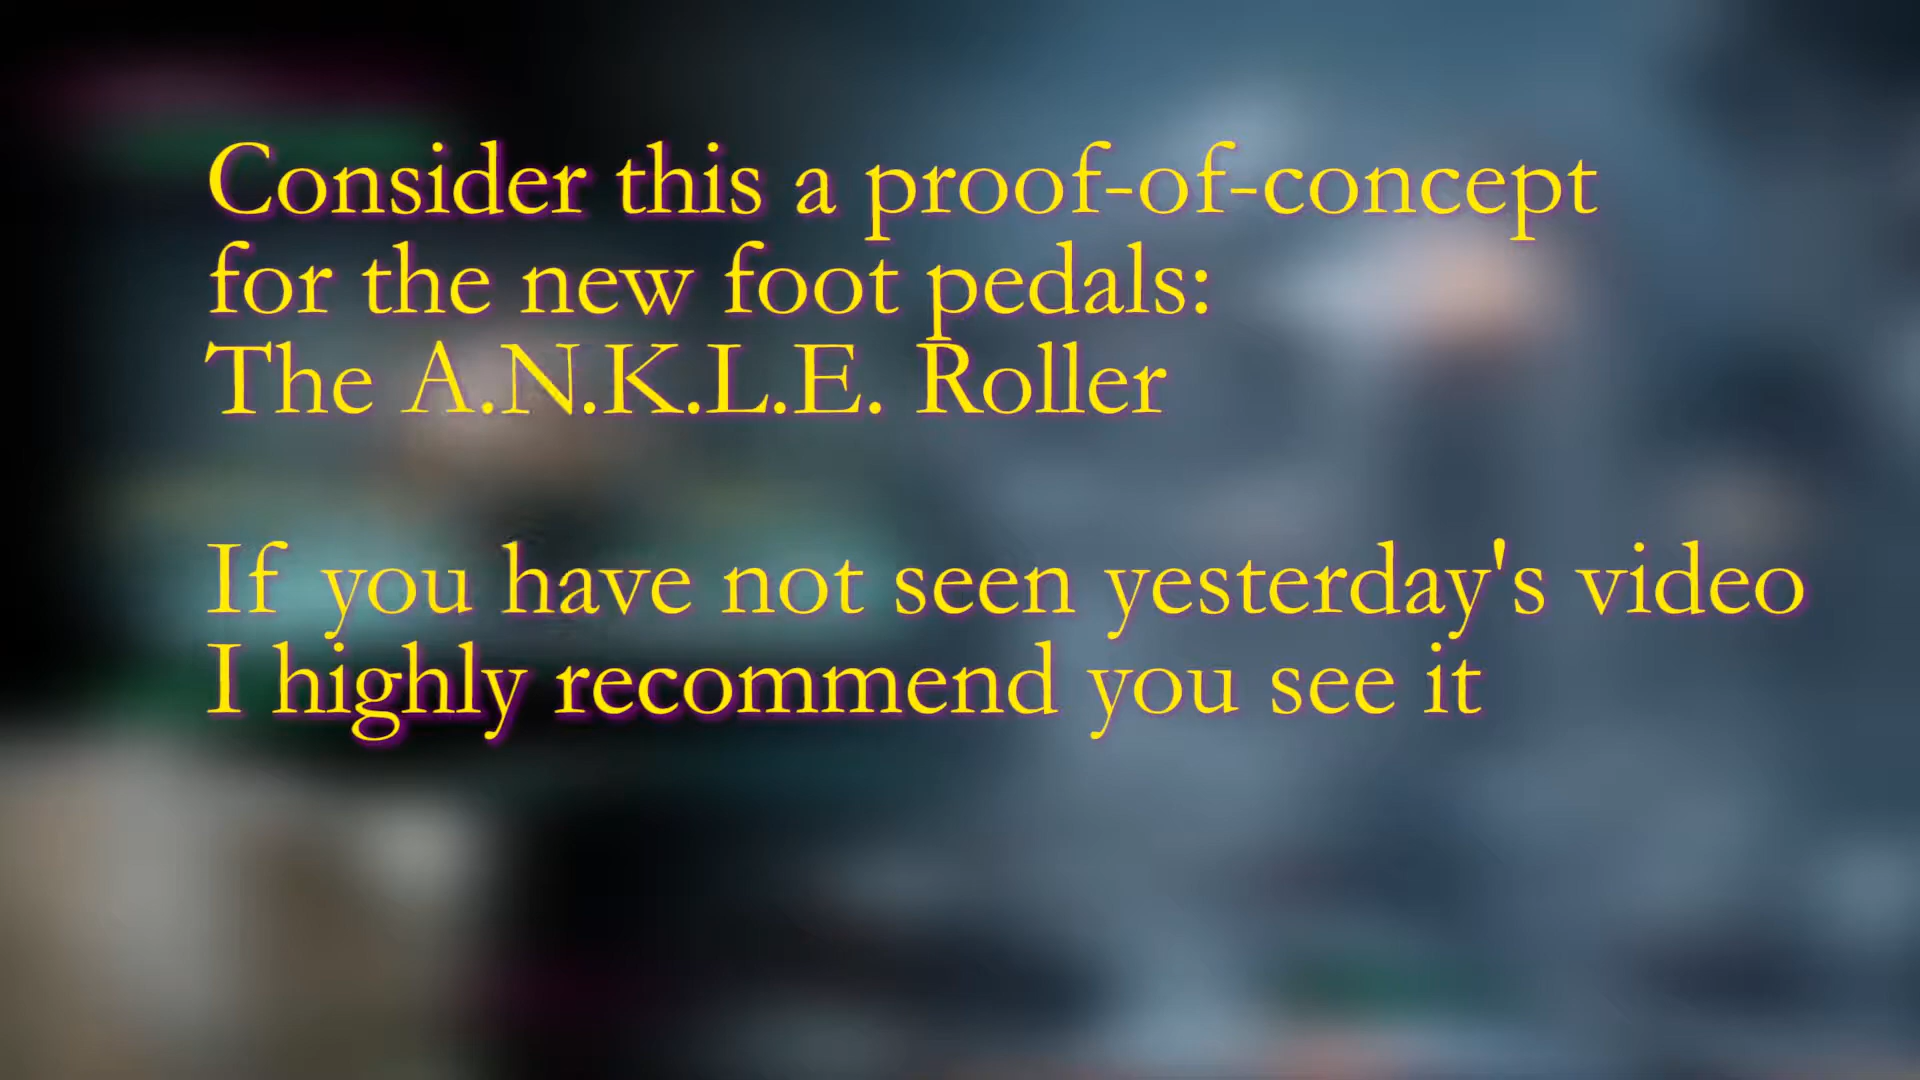 Consider this a proof-of-concept
for the new foot pedals:
The A.N.K.L.E. Roller
If you have not seen yesterday's video
I highly recommend you see it